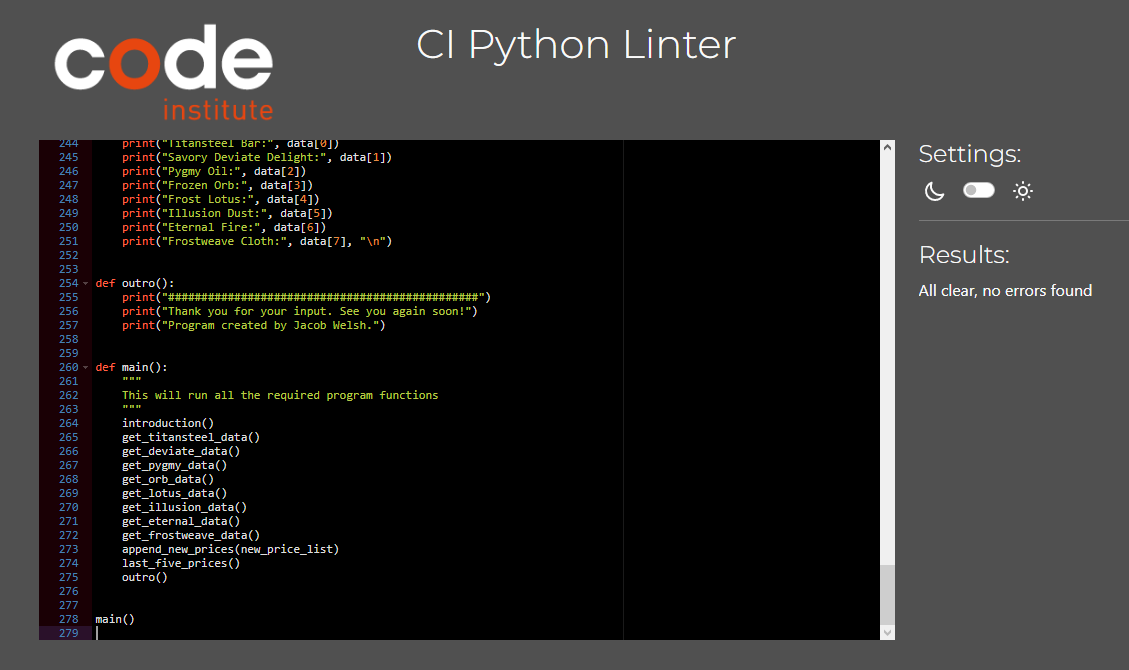 code
institute
CI Python Linter
244 print("Titansteel Bar:", data[0])
245 print("Savory Deviate Delight:", data[1])
246 print("Pygmy Oil:", data[2])
247 print("Frozen Orb:", data[3])
248 print("Frost Lotus:", data[4])
249 print("Illusion Dust:", data[5])
250 print("Eternal Fire:", data[6])
251 print("Frostweave Cloth:", data[7], "\n")
252
253
254 def outro():
255 print("###############################################")
256 print("Thank you for your input. See you again soon!")
257 print("Program created by Jacob Welsh.")
258
259
260 def main():
261 """
262 This will run all the required program functions
263 """
264 introduction()
265 get_titansteel_data()
266 get_deviate_data()
267 get_pygmy_data()
268 get_orb_data()
269 get_lotus_data()
270 get_illusion_data()
271 get_eternal_data()
272 get_frostweave_data()
273 append_new_prices(new_price_list)
274 last_five_prices()
275 outro()
276
277
278 main()
279
Settings:
Results:
All clear, no errors found